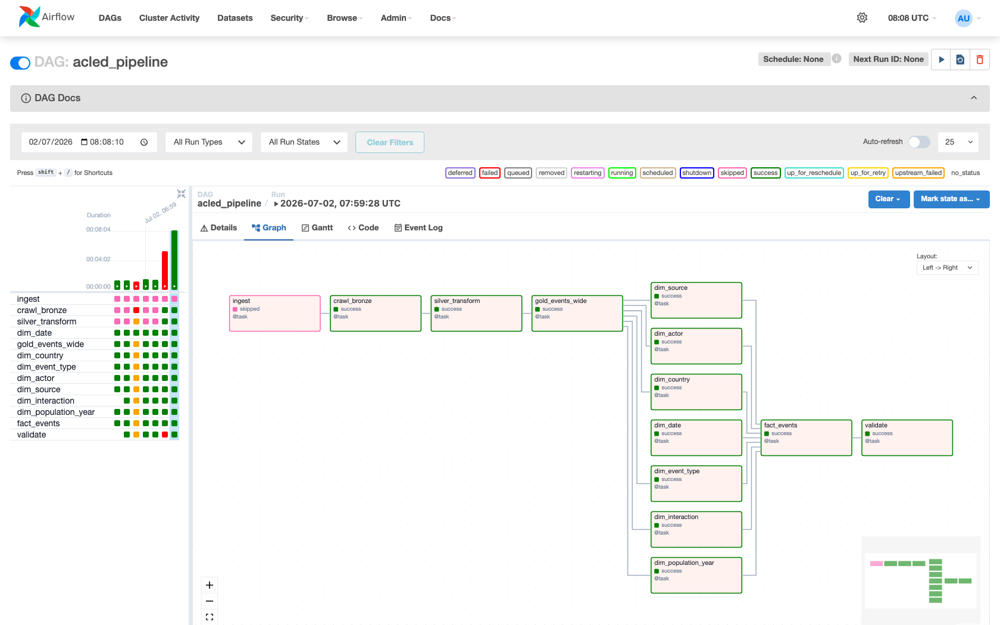 Airflow
DAGs
Cluster Activity
Datasets
Security
Browse
Admin
Docs
08:08 UTC
AU
DAG: acled_pipeline
Schedule: None
Next Run ID: None
DAG Docs
02/07/2026 08:08:10
All Run Types
All Run States
Clear Filters
Auto-refresh
25
Press shift + / for Shortcuts
deferred
failed
queued
removed
restarting
running
scheduled
shutdown
skipped
success
up_for_reschedule
up_for_retry
upstream_failed
no_status
Duration
Jul 02, 06:59
00:08:04
00:04:02
00:00:00
ingest
crawl_bronze
silver_transform
dim_date
gold_events_wide
dim_country
dim_event_type
dim_actor
dim_source
dim_interaction
dim_population_year
fact_events
validate
DAG
acled_pipeline
/
Run
2026-07-02, 07:59:28 UTC
Clear
Mark state as...
Details
Graph
Gantt
Code
Event Log
Layout:
Left -> Right
ingest
skipped
@task
crawl_bronze
success
@task
silver_transform
success
@task
gold_events_wide
success
@task
dim_source
success
@task
dim_actor
success
@task
dim_country
success
@task
dim_date
success
@task
dim_event_type
success
@task
dim_interaction
success
@task
dim_population_year
success
@task
fact_events
success
@task
validate
success
@task